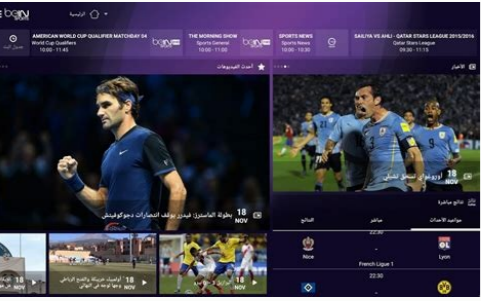 beIN
الرئيسية
AMERICAN WORLD CUP QUALIFIER MATCHDAY 04
World Cup Qualifiers
10:00 - 11:45
THE MORNING SHOW
Sports General
10:00 - 11:00
SPORTS NEWS
Sports News
10:00 - 10:30
SAILIYA VS AHLI - QATAR STARS LEAGUE 2015/2016
Qatar Stars League
09:30 - 11:15
أحدث الفيديوهات
الأخبار
18 NOV بطولة الماسترز: فيدرر يوقف انتصارات دجوكوفيتش
18 NOV
نتائج مباشرة
مواعيد الأحداث
مباشر
النتائج
22:30
Nice
-
Lyon
French Ligue 1
22:30
-
18 NOV
18 NOV
18 NOV